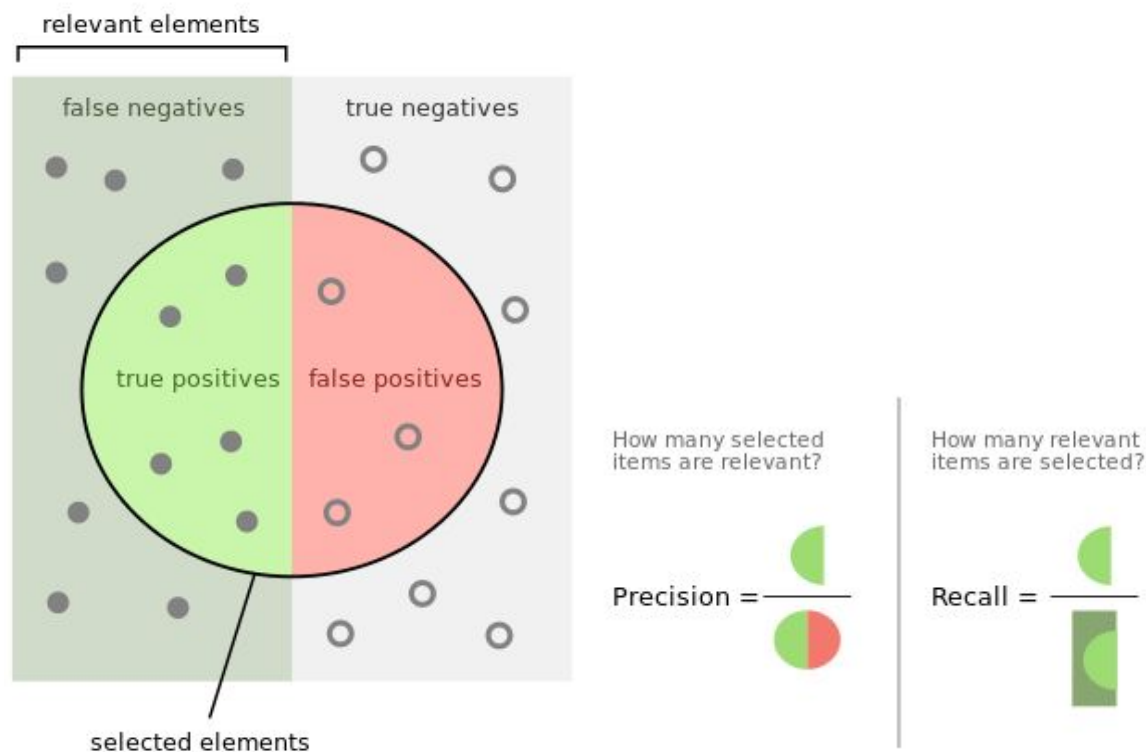 relevant elements
false negatives
true negatives
true positives
false positives
selected elements
How many selected
items are relevant?
Precision =
How many relevant
items are selected?
Recall =